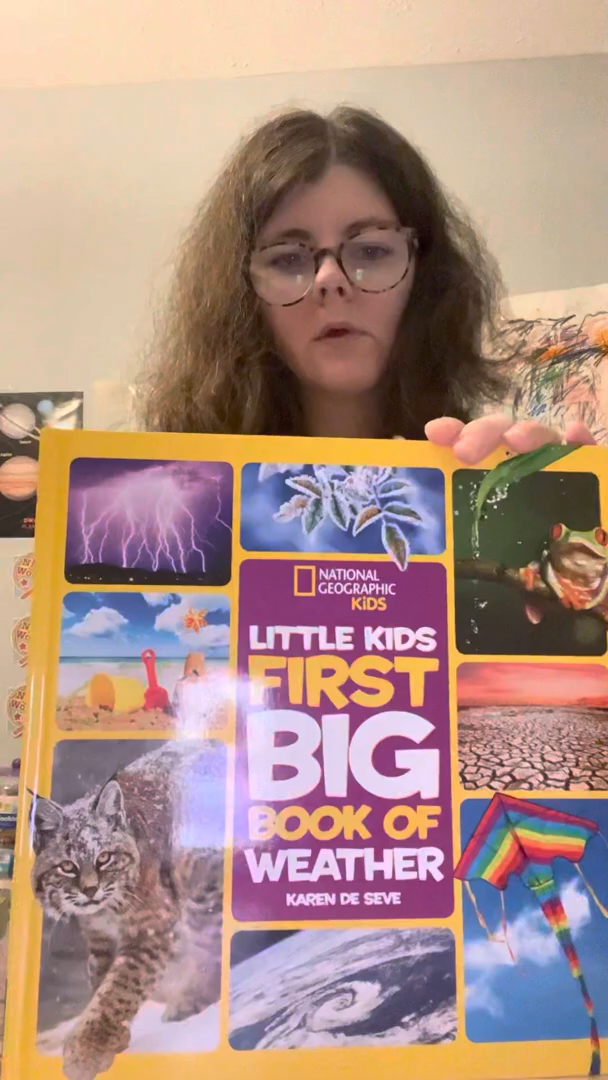 NATIONAL
GEOGRAPHIC
KiDS
LITTLE KIDS
FIRST
BIG
BOOK OF
WEATHER
KAREN DE SEVE